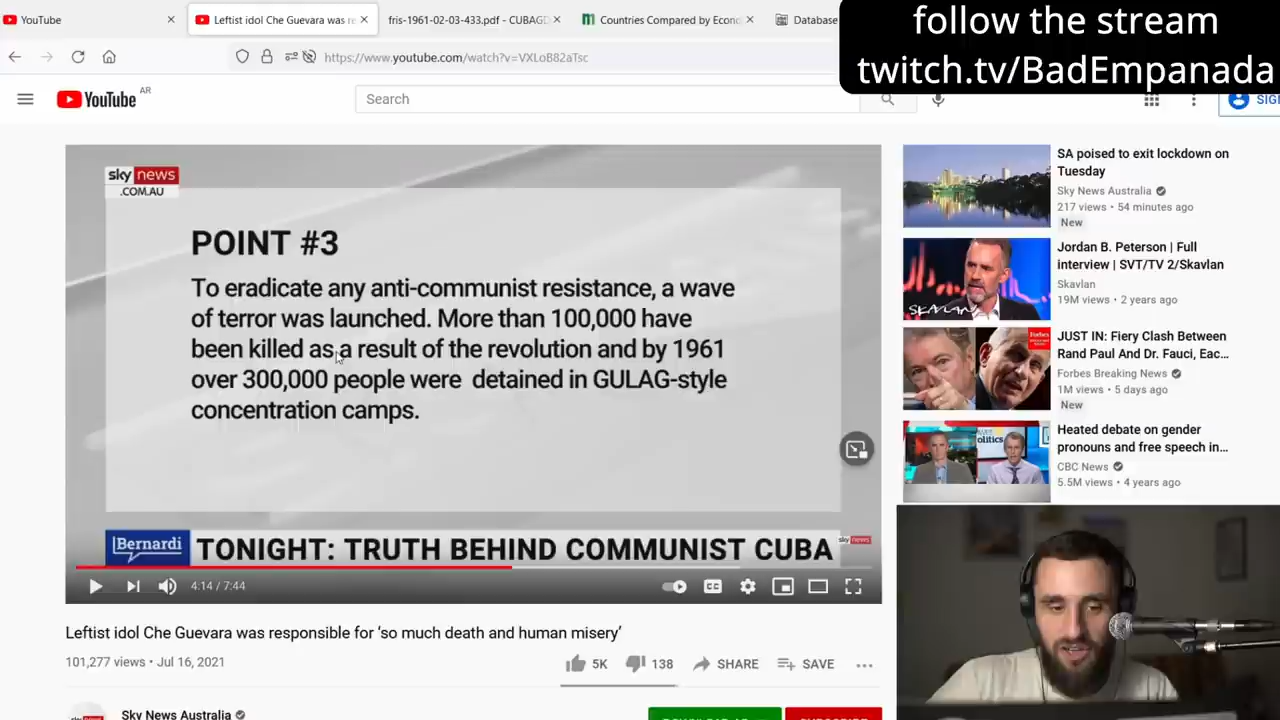 YouTube
Leftist idol Che Guevara was re
fris-1961-02-03-433.pdf - CUBAG
Countries Compared by Econo
Database
follow the stream
twitch.tv/BadEmpanada
https://www.youtube.com/watch?v=VXLoB82aTsc
YouTube AR
Search
SIG
sky news
.COM.AU
POINT #3
To eradicate any anti-communist resistance, a wave
of terror was launched. More than 100,000 have
been killed as a result of the revolution and by 1961
over 300,000 people were detained in GULAG-style
concentration camps.
Bernardi
TONIGHT: TRUTH BEHIND COMMUNIST CUBA
sky news
4:14 / 7:44
Leftist idol Che Guevara was responsible for 'so much death and human misery'
101,277 views • Jul 16, 2021
5K
138
SHARE
SAVE
Sky News Australia
SA poised to exit lockdown on
Tuesday
Sky News Australia
217 views • 54 minutes ago
New
SKAVLAN
Jordan B. Peterson | Full
interview | SVT/TV 2/Skavlan
Skavlan
19M views • 2 years ago
Forbes
JUST IN: Fiery Clash Between
Rand Paul And Dr. Fauci, Eac...
Forbes Breaking News
1M views • 5 days ago
New
olitics
Heated debate on gender
pronouns and free speech in...
CBC News
5.5M views • 4 years ago